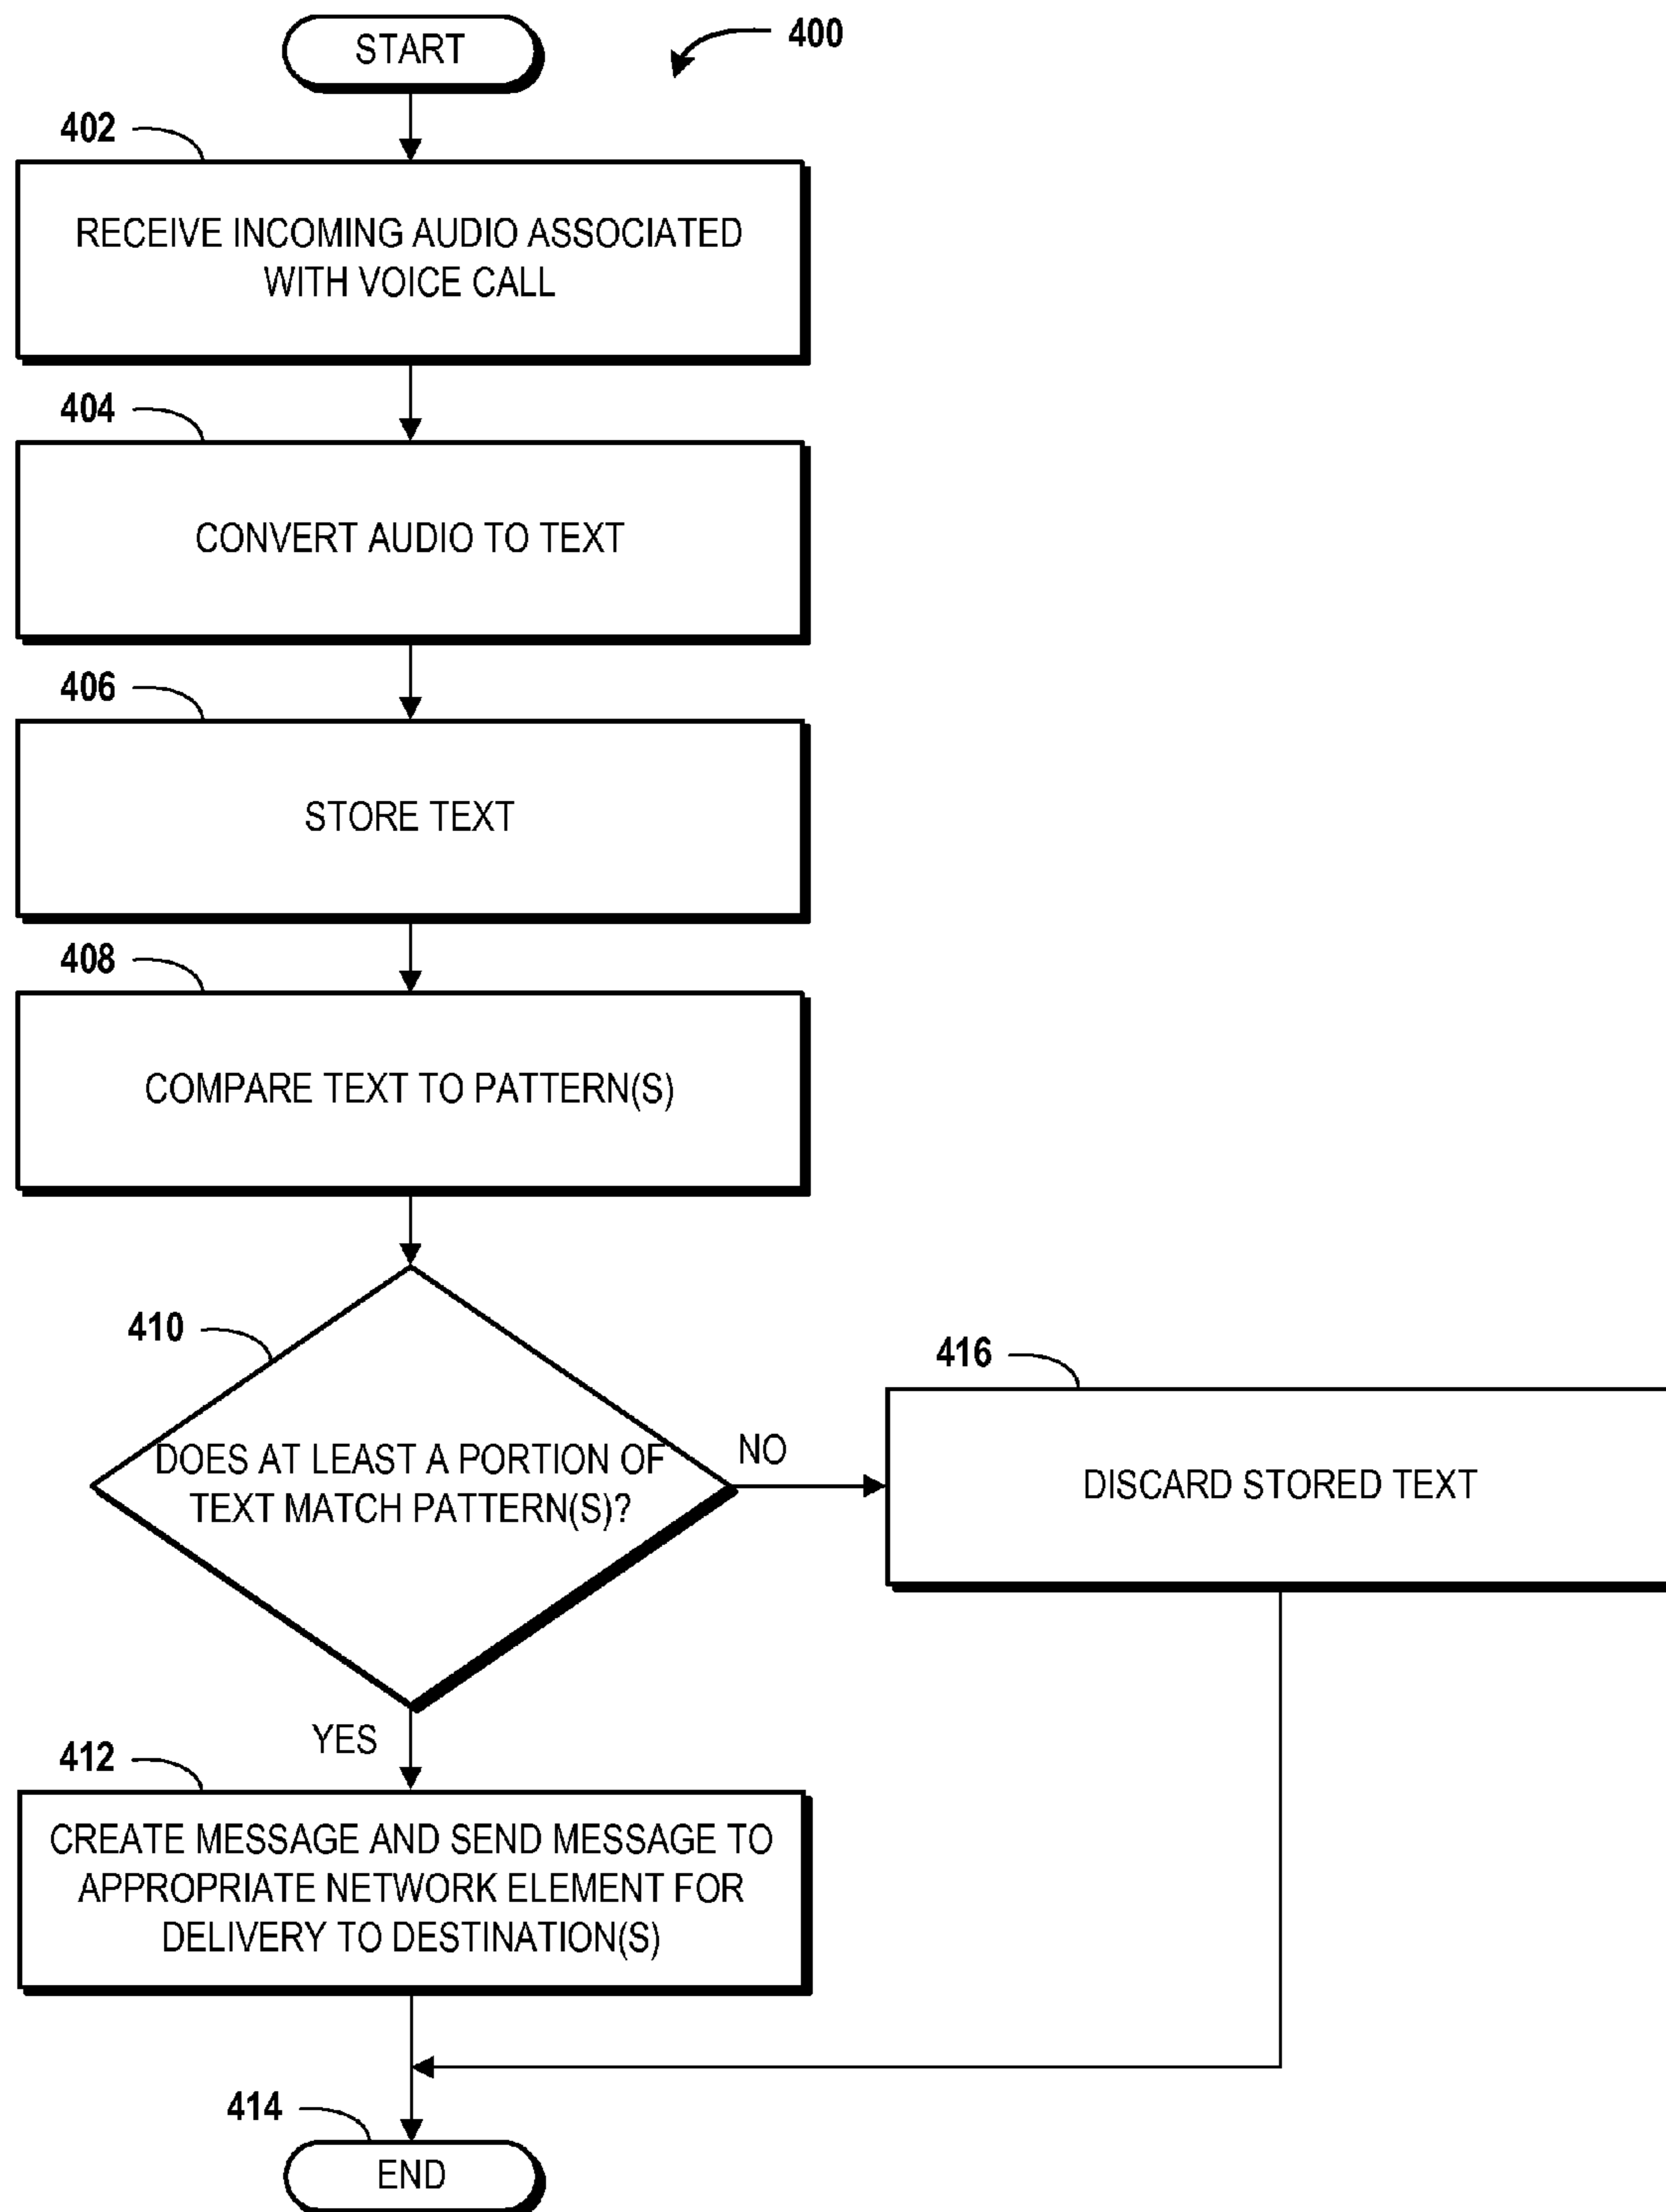 START
400
402
RECEIVE INCOMING AUDIO ASSOCIATED
WITH VOICE CALL
404
CONVERT AUDIO TO TEXT
406
STORE TEXT
408
COMPARE TEXT TO PATTERN(S)
410
DOES AT LEAST A PORTION OF
TEXT MATCH PATTERN(S)?
NO
416
DISCARD STORED TEXT
YES
412
CREATE MESSAGE AND SEND MESSAGE TO
APPROPRIATE NETWORK ELEMENT FOR
DELIVERY TO DESTINATION(S)
414
END